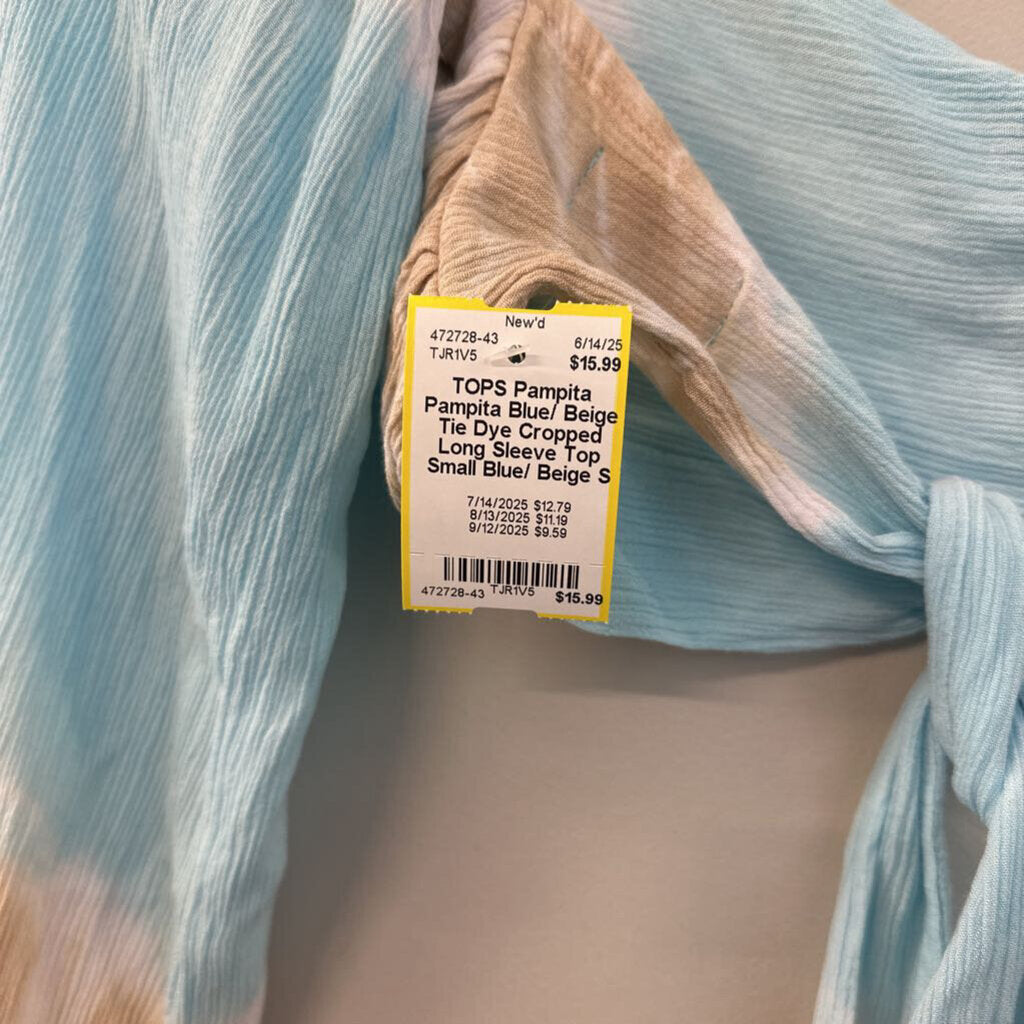 New'd
472728-43 6/14/25
TJR1V5 $15.99
TOPS Pampita
Pampita Blue/ Beige
Tie Dye Cropped
Long Sleeve Top
Small Blue/ Beige S
7/14/2025 $12.79
8/13/2025 $11.19
9/12/2025 $9.59
472728-43 TJR1V5 $15.99